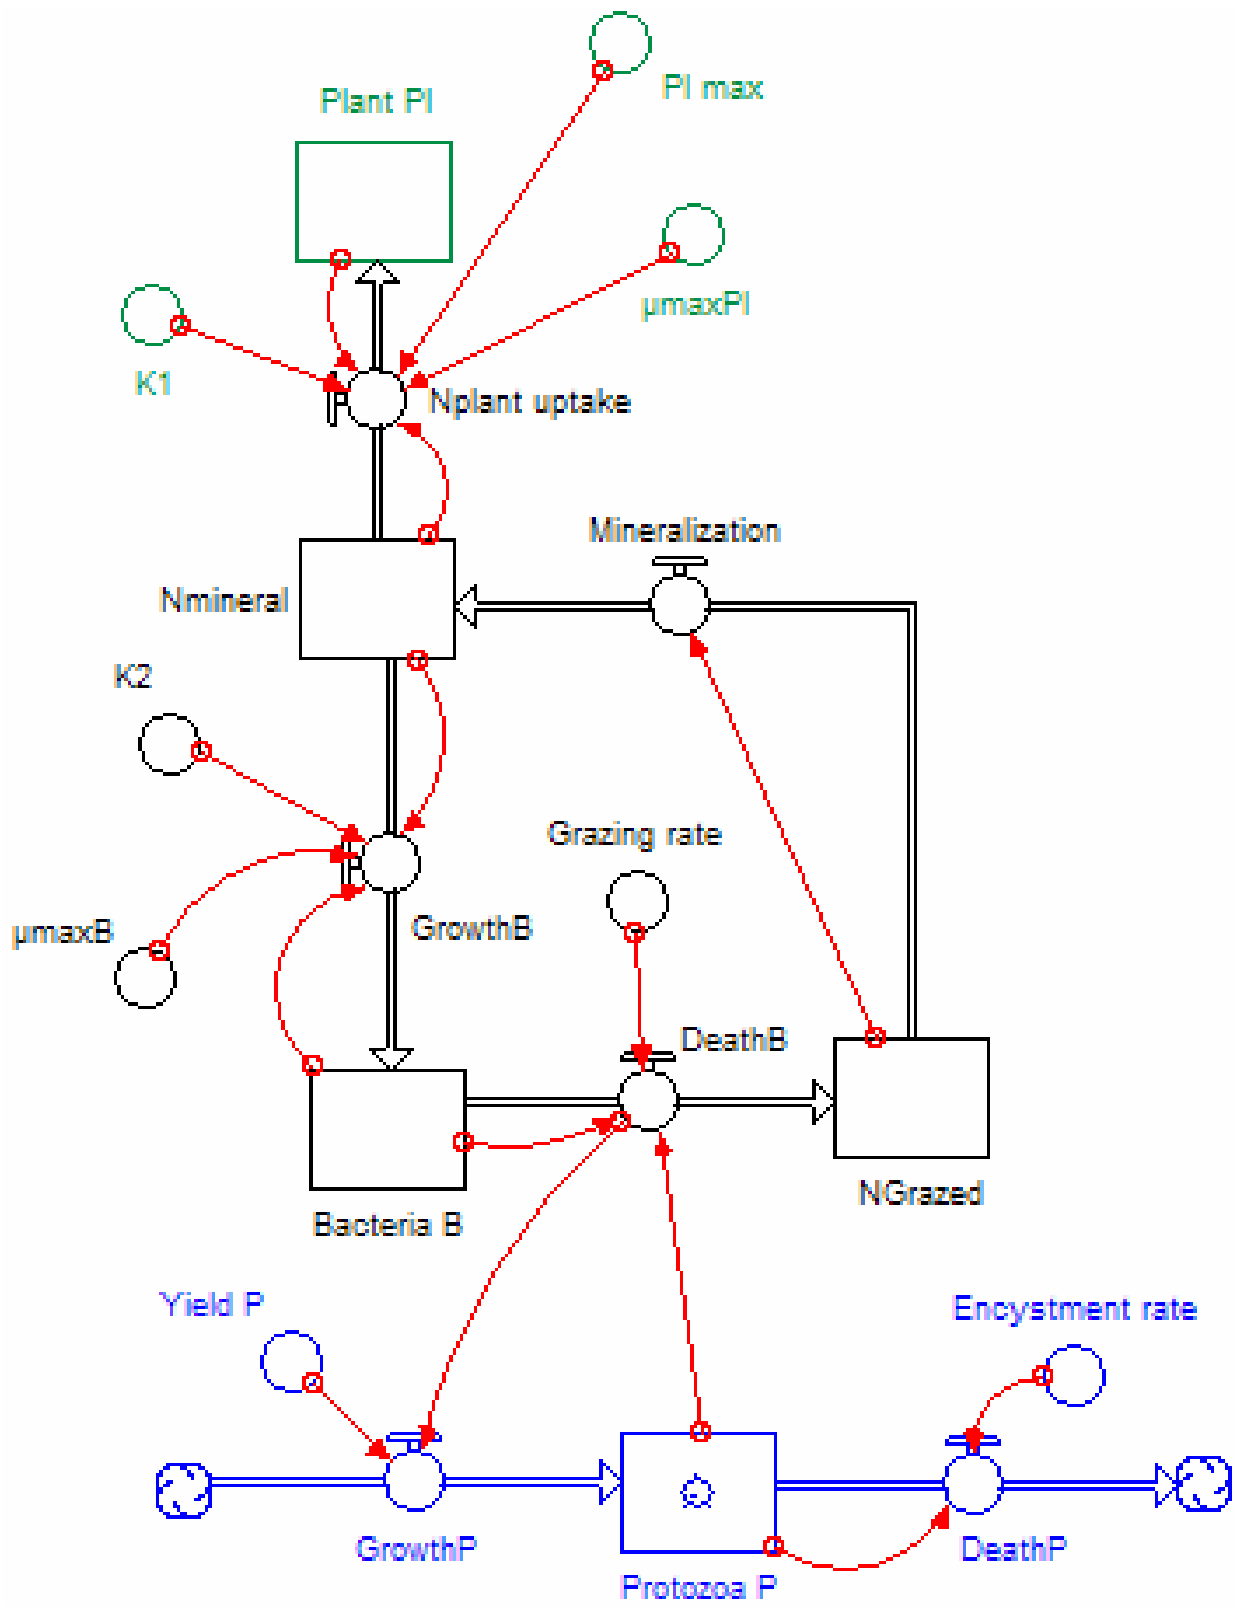 Pl max
Plant Pl
µmaxPl
K1
Nplant uptake
Mineralization
Nmineral
K2
Grazing rate
µmaxB
GrowthB
DeathB
NGrazed
Bacteria B
Yield P
Encystment rate
GrowthP
DeathP
Protozoa P